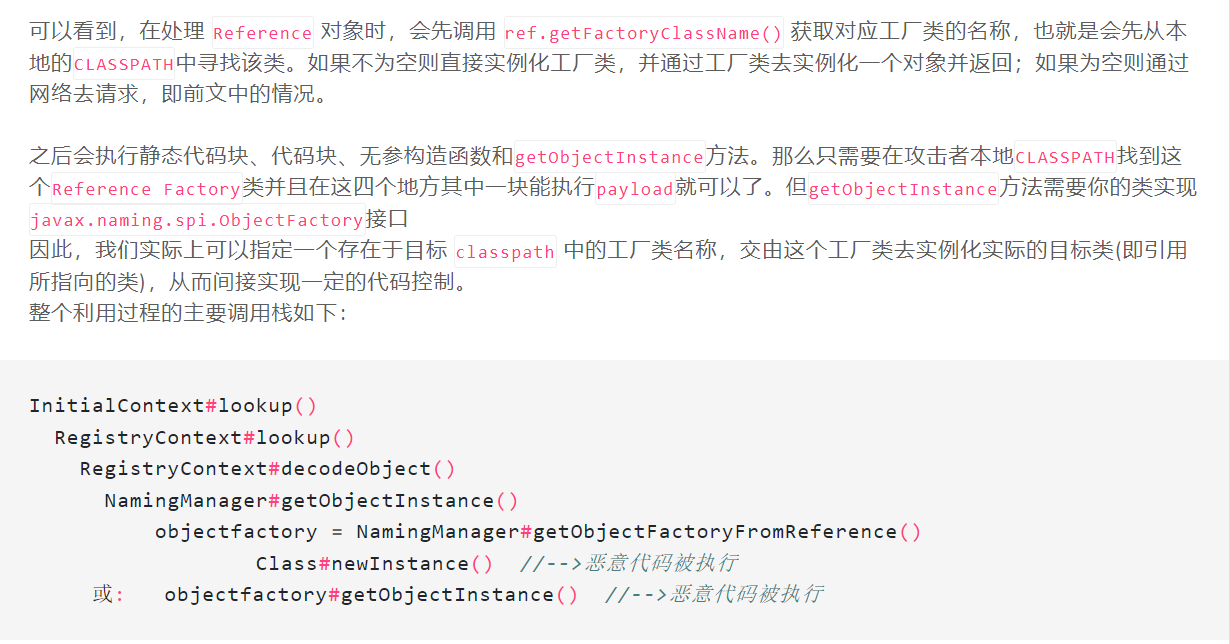 可以看到，在处理 Reference 对象时，会先调用 ref.getFactoryClassName() 获取对应工厂类的名称，也就是会先从本
地的CLASSPATH中寻找该类。如果不为空则直接实例化工厂类，并通过工厂类去实例化一个对象并返回；如果为空则通过
网络去请求，即前文中的情况。
之后会执行静态代码块、代码块、无参构造函数和getObjectInstance方法。那么只需要在攻击者本地CLASSPATH找到这
个Reference Factory类并且在这四个地方其中一块能执行payload就可以了。但getObjectInstance方法需要你的类实现
javax.naming.spi.ObjectFactory接口
因此，我们实际上可以指定一个存在于目标 classpath 中的工厂类名称，交由这个工厂类去实例化实际的目标类(即引用
所指向的类)，从而间接实现一定的代码控制。
整个利用过程的主要调用栈如下：
InitialContext#lookup()
RegistryContext#lookup()
RegistryContext#decodeObject()
NamingManager#getObjectInstance()
objectfactory = NamingManager#getObjectFactoryFromReference()
Class#newInstance() //-->恶意代码被执行
或： objectfactory#getObjectInstance() //-->恶意代码被执行